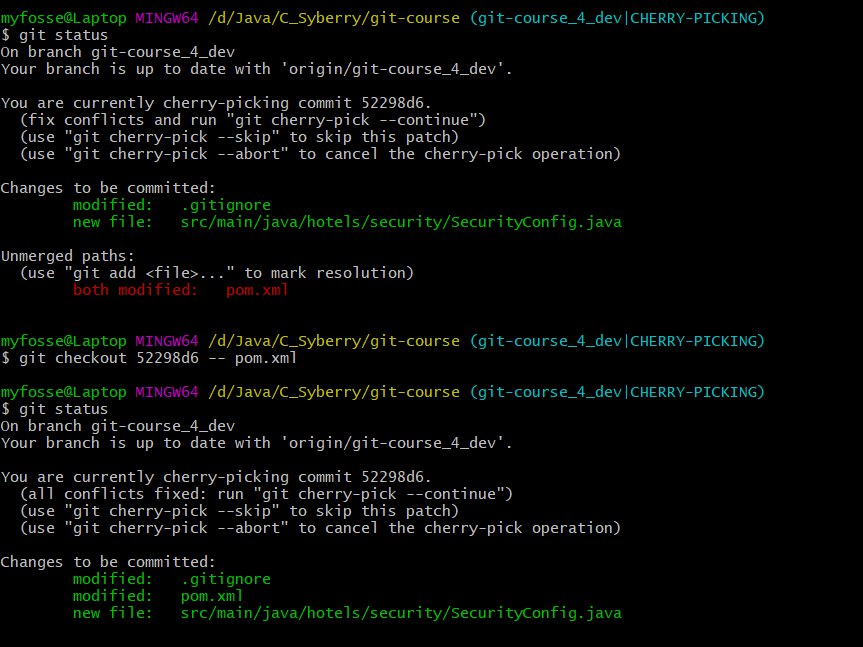 myfosse@Laptop MINGW64 /d/Java/C_Syberry/git-course (git-course_4_dev|CHERRY-PICKING)
$ git status
On branch git-course_4_dev
Your branch is up to date with 'origin/git-course_4_dev'.

You are currently cherry-picking commit 52298d6.
  (fix conflicts and run "git cherry-pick --continue")
  (use "git cherry-pick --skip" to skip this patch)
  (use "git cherry-pick --abort" to cancel the cherry-pick operation)

Changes to be committed:
        modified:   .gitignore
        new file:   src/main/java/hotels/security/SecurityConfig.java

Unmerged paths:
  (use "git add <file>..." to mark resolution)
        both modified:   pom.xml

myfosse@Laptop MINGW64 /d/Java/C_Syberry/git-course (git-course_4_dev|CHERRY-PICKING)
$ git checkout 52298d6 -- pom.xml

myfosse@Laptop MINGW64 /d/Java/C_Syberry/git-course (git-course_4_dev|CHERRY-PICKING)
$ git status
On branch git-course_4_dev
Your branch is up to date with 'origin/git-course_4_dev'.

You are currently cherry-picking commit 52298d6.
  (all conflicts fixed: run "git cherry-pick --continue")
  (use "git cherry-pick --skip" to skip this patch)
  (use "git cherry-pick --abort" to cancel the cherry-pick operation)

Changes to be committed:
        modified:   .gitignore
        modified:   pom.xml
        new file:   src/main/java/hotels/security/SecurityConfig.java